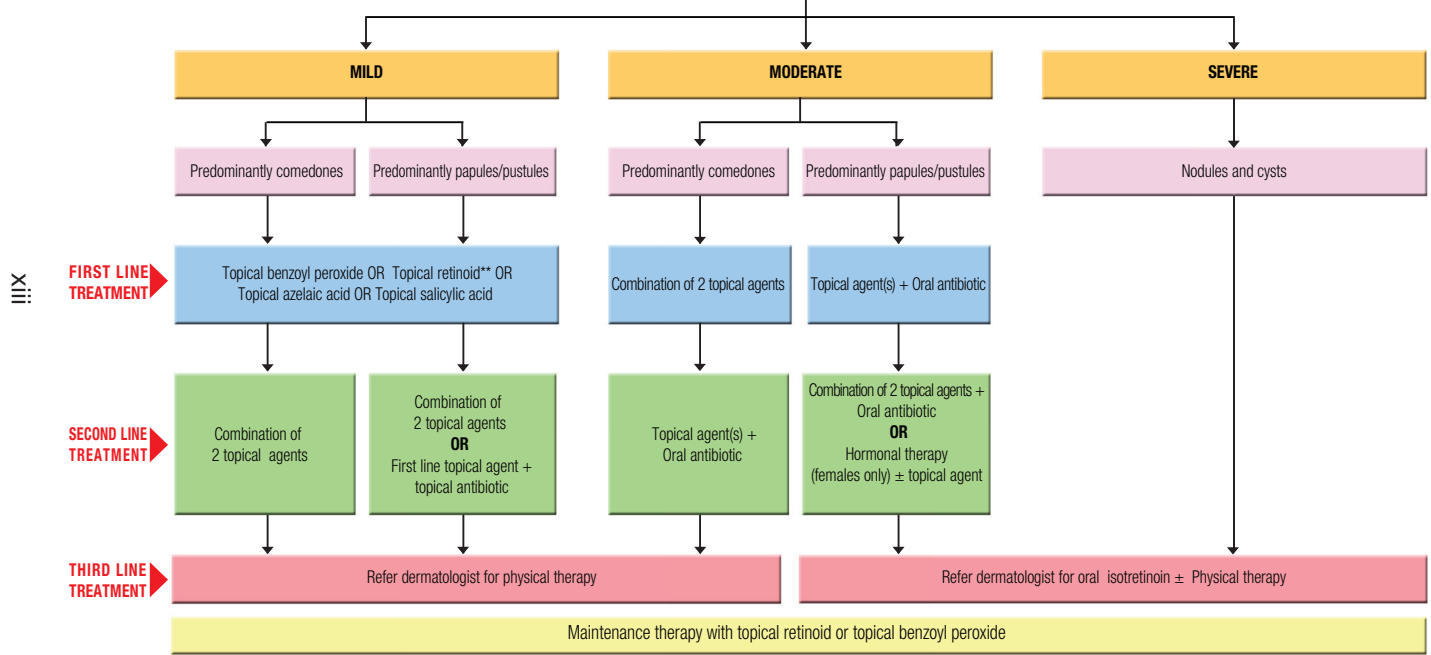 MILD
MODERATE
SEVERE
Predominantly comedones
Predominantly papules/pustules
Predominantly comedones
Predominantly papules/pustules
Nodules and cysts
xiii
FIRST LINE
TREATMENT
Topical benzoyl peroxide OR Topical retinoid** OR
Topical azelaic acid OR Topical salicylic acid
Combination of 2 topical agents
Topical agent(s) + Oral antibiotic
SECOND LINE
TREATMENT
Combination of
2 topical agents
Combination of
2 topical agents
OR
First line topical agent +
topical antibiotic
Topical agent(s) +
Oral antibiotic
Combination of 2 topical agents +
Oral antibiotic
OR
Hormonal therapy
(females only) ± topical agent
THIRD LINE
TREATMENT
Refer dermatologist for physical therapy
Refer dermatologist for oral isotretinoin ± Physical therapy
Maintenance therapy with topical retinoid or topical benzoyl peroxide